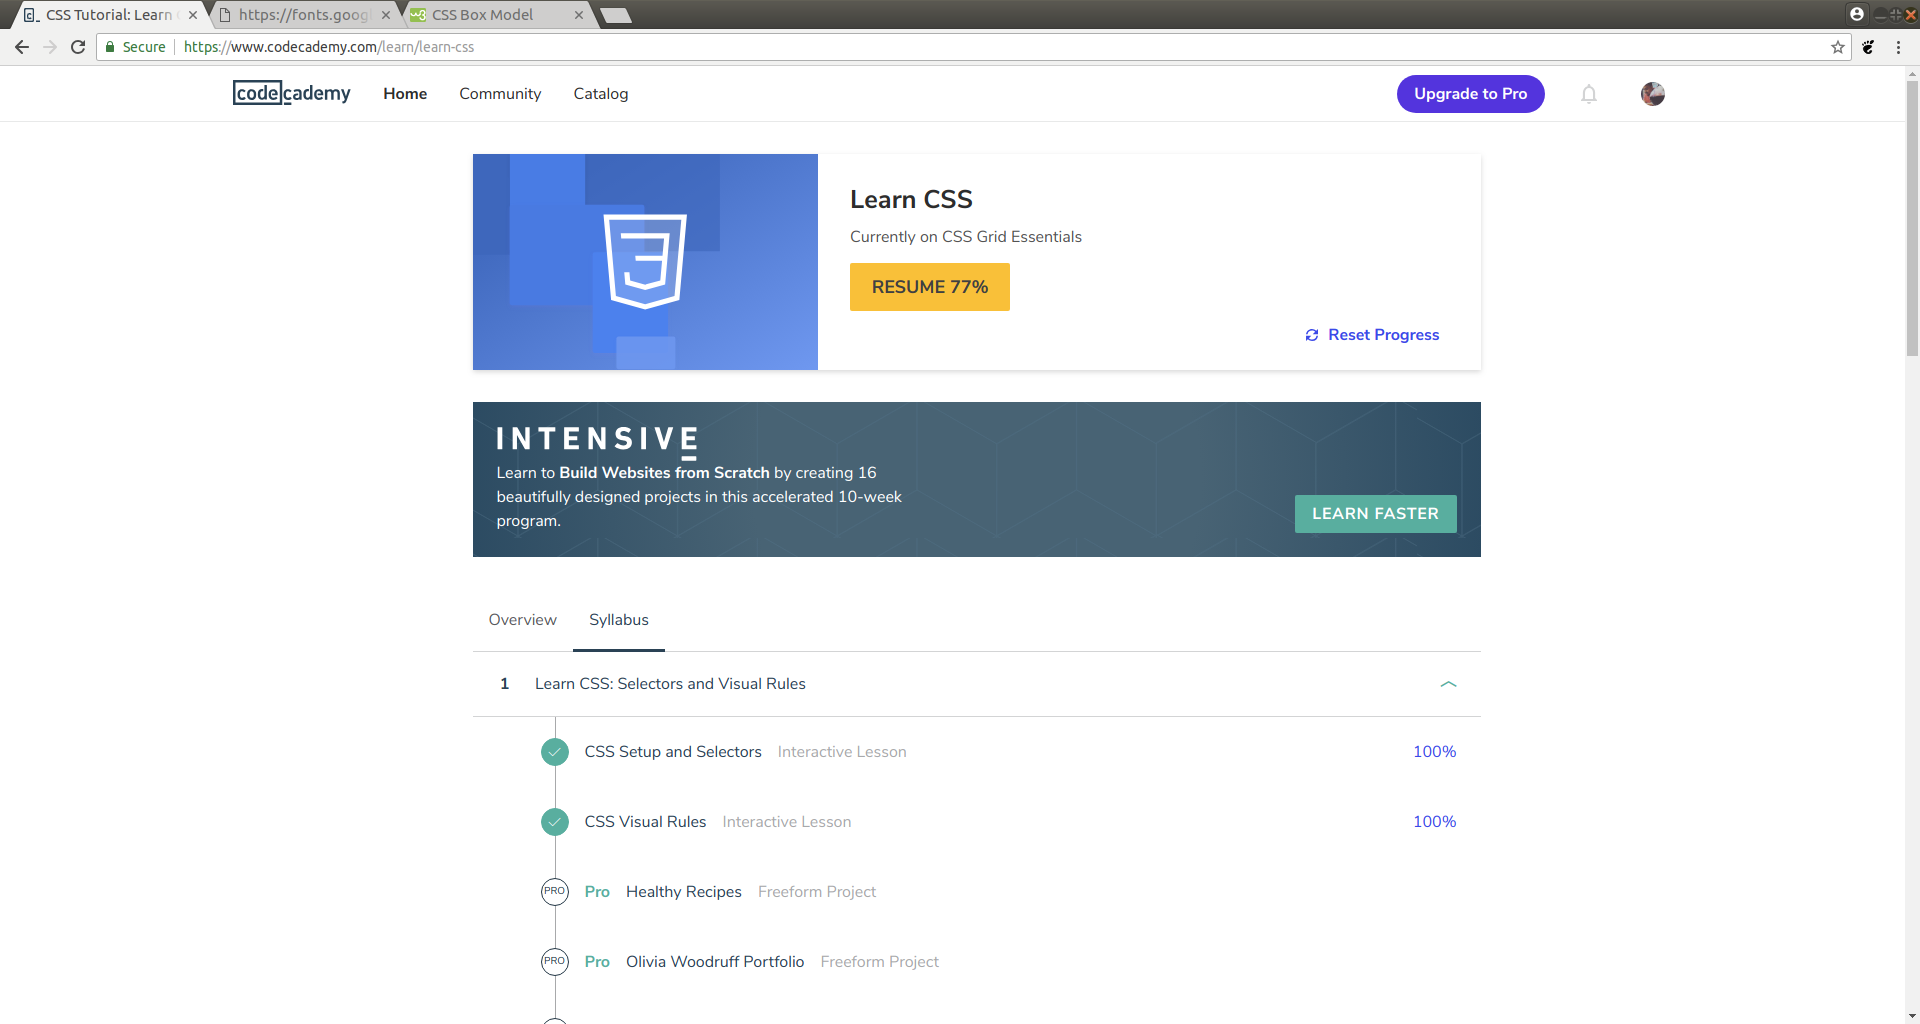 CSS Tutorial: Learn
https://fonts.goog
CSS Box Model
Secure
https://www.codecademy.com/learn/learn-css
codecademy
Home
Community
Catalog
Upgrade to Pro
Learn CSS
Currently on CSS Grid Essentials
RESUME 77%
Reset Progress
INTENSIVE
Learn to Build Websites from Scratch by creating 16
beautifully designed projects in this accelerated 10-week
program.
LEARN FASTER
Overview
Syllabus
1 Learn CSS: Selectors and Visual Rules
CSS Setup and Selectors Interactive Lesson 100%
CSS Visual Rules Interactive Lesson 100%
PRO Pro Healthy Recipes Freeform Project
PRO Pro Olivia Woodruff Portfolio Freeform Project